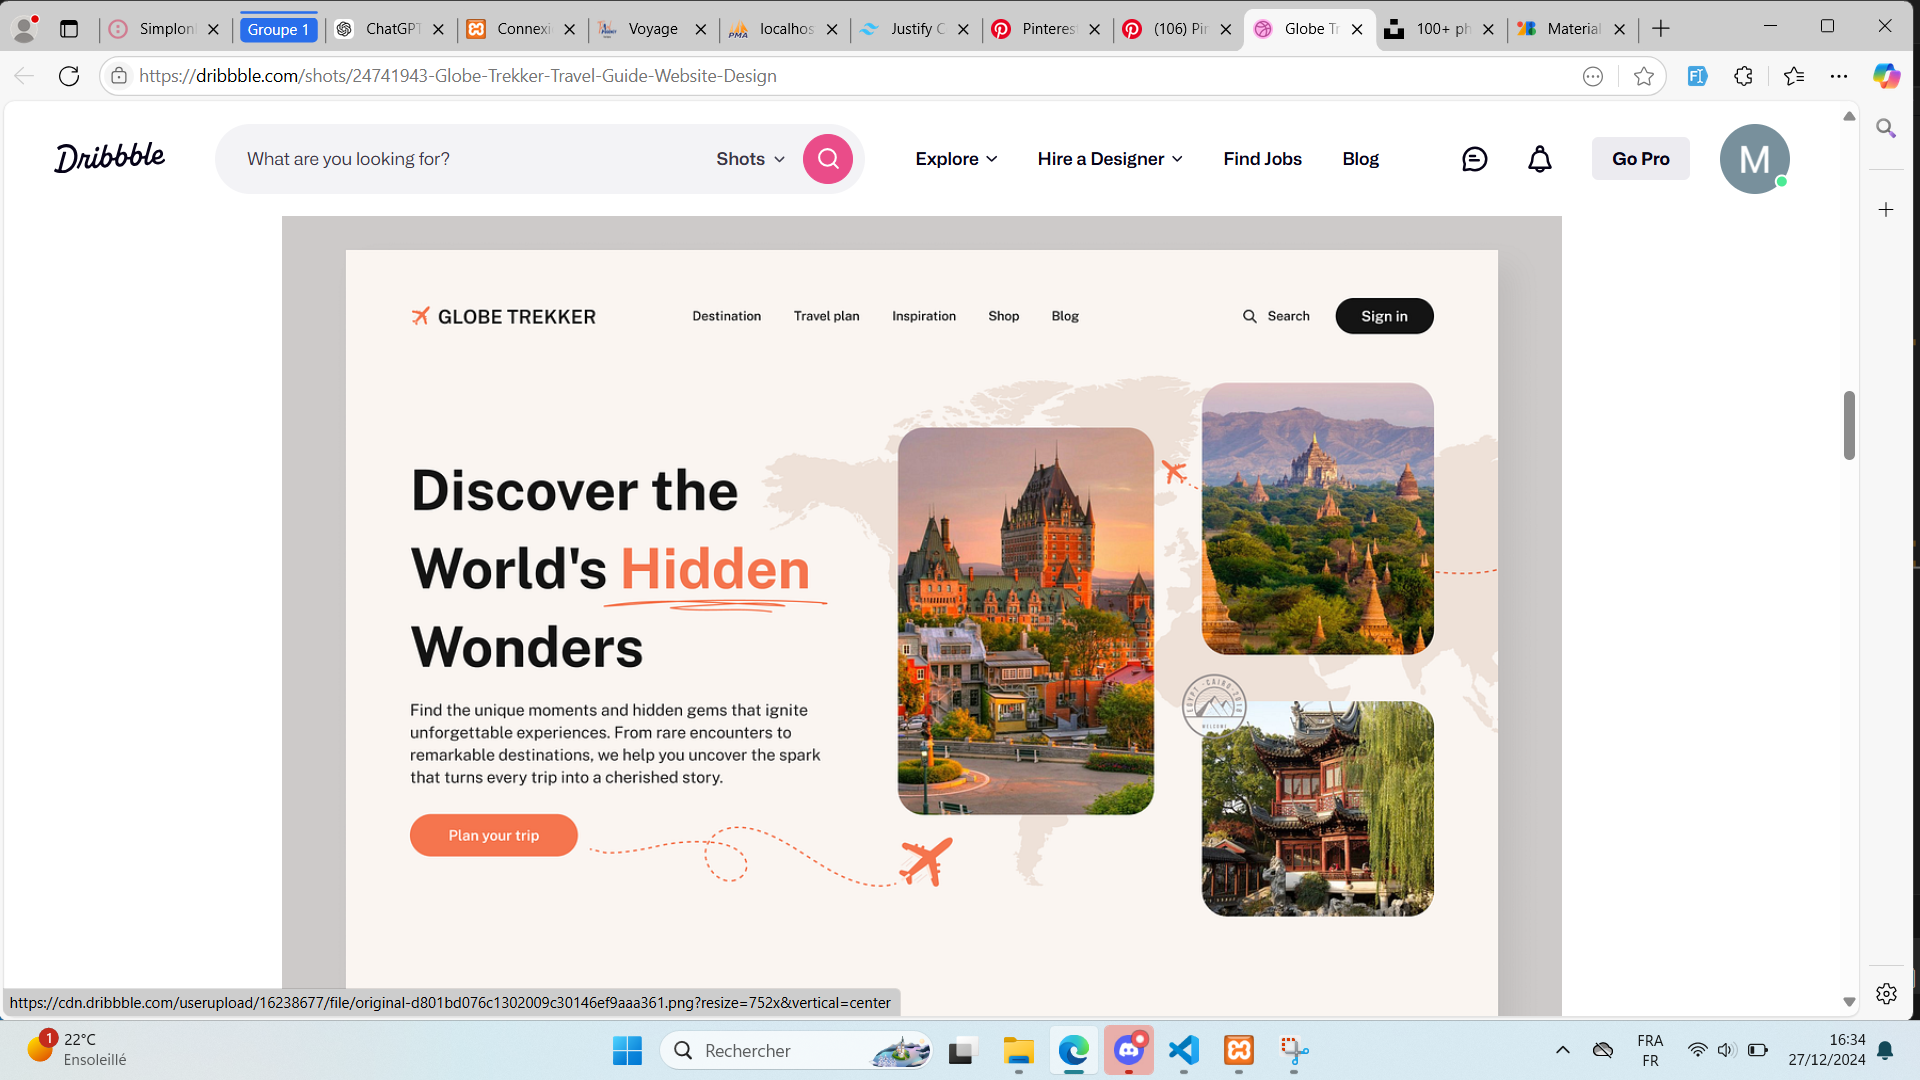 Simplon
Groupe 1
ChatGPT
Connexi
Voyage
localhos
Justify C
Pinteres
(106) Pin
Globe Tr
100+ ph
Material
https://dribbble.com/shots/24741943-Globe-Trekker-Travel-Guide-Website-Design
Dribbble
What are you looking for?
Shots
Explore
Hire a Designer
Find Jobs
Blog
Go Pro
M
GLOBE TREKKER
Destination
Travel plan
Inspiration
Shop
Blog
Search
Sign in
Discover the
World's Hidden
Wonders
Find the unique moments and hidden gems that ignite
unforgettable experiences. From rare encounters to
remarkable destinations, we help you uncover the spark
that turns every trip into a cherished story.
Plan your trip
EGYPT - CAIRO - 2018
WELCOME
https://cdn.dribbble.com/userupload/16238677/file/original-d801bd076c1302009c30146ef9aaa361.png?resize=752x&vertical=center
1
22°C
Ensoleillé
Rechercher
FRA
FR
16:34
27/12/2024